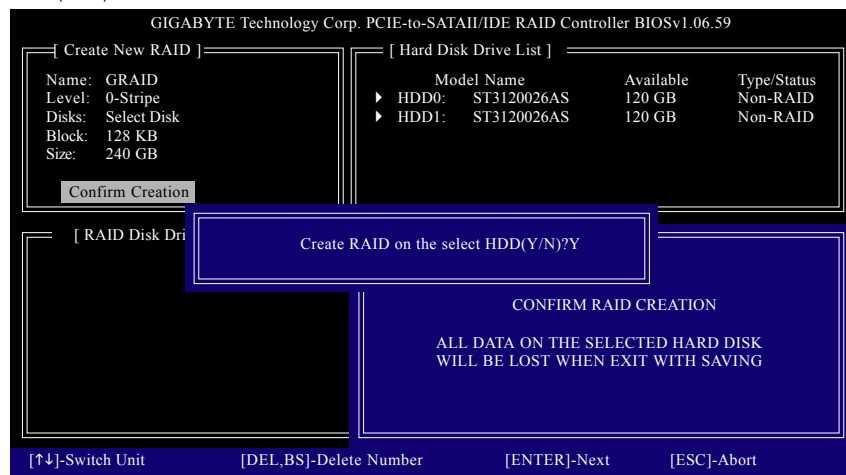 GIGABYTE Technology Corp. PCIE-to-SATAII/IDE RAID Controller BIOSv1.06.59
[ Create New RAID ]
Name: GRAID
Level: 0-Stripe
Disks: Select Disk
Block: 128 KB
Size: 240 GB
Confirm Creation
[ Hard Disk Drive List ]
Model Name Available Type/Status
HDD0: ST3120026AS 120 GB Non-RAID
HDD1: ST3120026AS 120 GB Non-RAID
[ RAID Disk Dri
Create RAID on the select HDD(Y/N)?Y
CONFIRM RAID CREATION
ALL DATA ON THE SELECTED HARD DISK
WILL BE LOST WHEN EXIT WITH SAVING
[↑↓]-Switch Unit [DEL,BS]-Delete Number [ENTER]-Next [ESC]-Abort